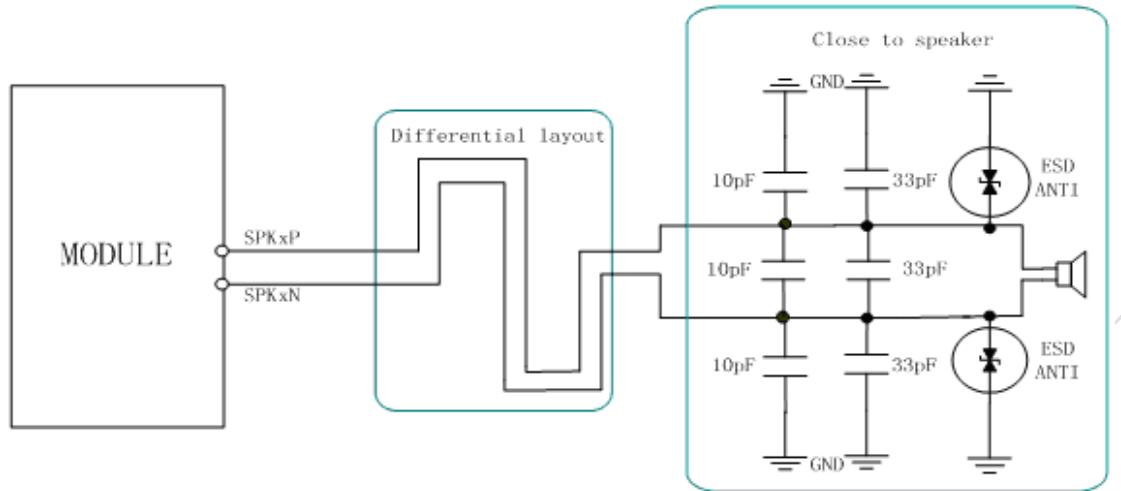 Close to speaker
GND
Differential layout
10pF
33pF
ESD
ANTI
SPKxP
MODULE
10pF
33pF
SPKxN
10pF
33pF
ESD
ANTI
GND